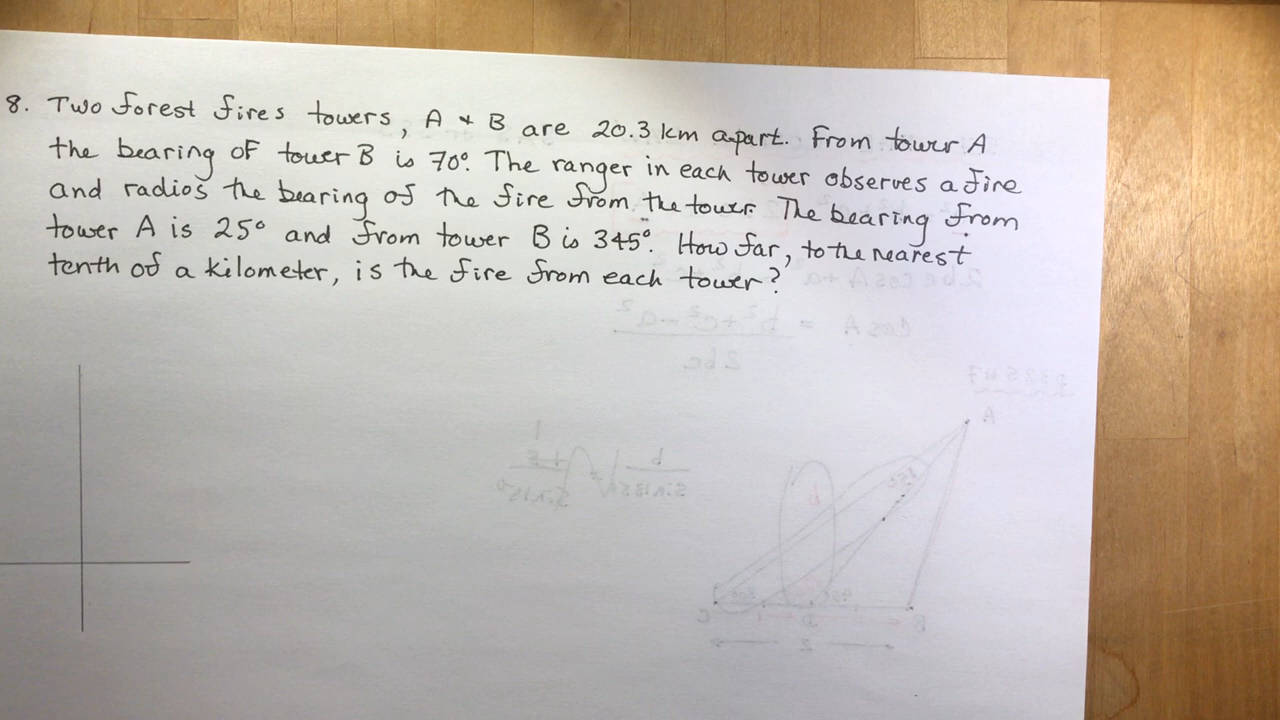 8. Two forest fires towers, A & B are 20.3 km apart. From tower A
the bearing of tower B is 70°. The ranger in each tower observes a fire
and radios the bearing of the fire from the tower. The bearing from
tower A is 25° and from tower B is 345°. How far, to the nearest
tenth of a kilometer, is the fire from each tower?